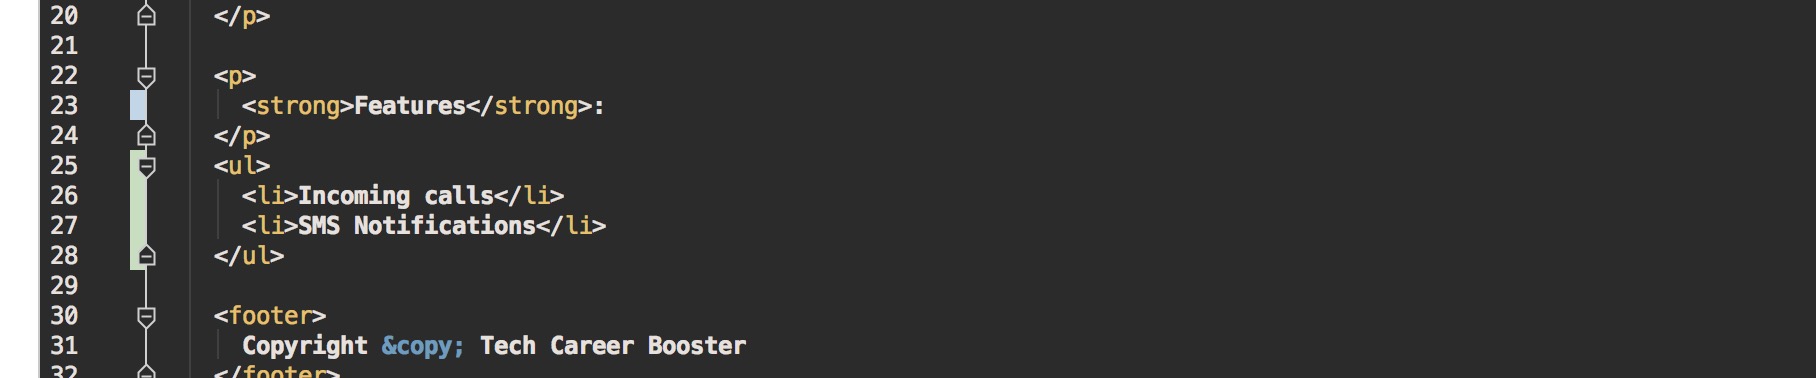 20 </p>
21
22 <p>
23 <strong>Features</strong>:
24 </p>
25 <ul>
26 <li>Incoming calls</li>
27 <li>SMS Notifications</li>
28 </ul>
29
30 <footer>
31 Copyright &copy; Tech Career Booster
32 </footer>